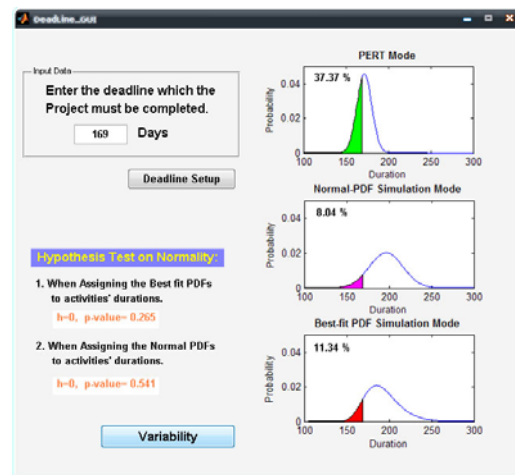 Deadline_out
Input Data
Enter the deadline which the
Project must be completed.
169 Days
Deadline Setup
Hypothesis Test on Normality:
1. When Assigning the Best fit PDFs
to activities' durations.
h=0, p-value= 0.265
2. When Assigning the Normal PDFs
to activities' durations.
h=0, p-value= 0.541
Variability
PERT Mode
37.37 %
Probability
0.04
0.02
0
100 150 200 250 300
Duration
Normal-PDF Simulation Mode
8.04 %
Probability
0.04
0.02
0
100 150 200 250 300
Duration
Best-fit PDF Simulation Mode
11.34 %
Probability
0.04
0.02
0
100 150 200 250 300
Duration